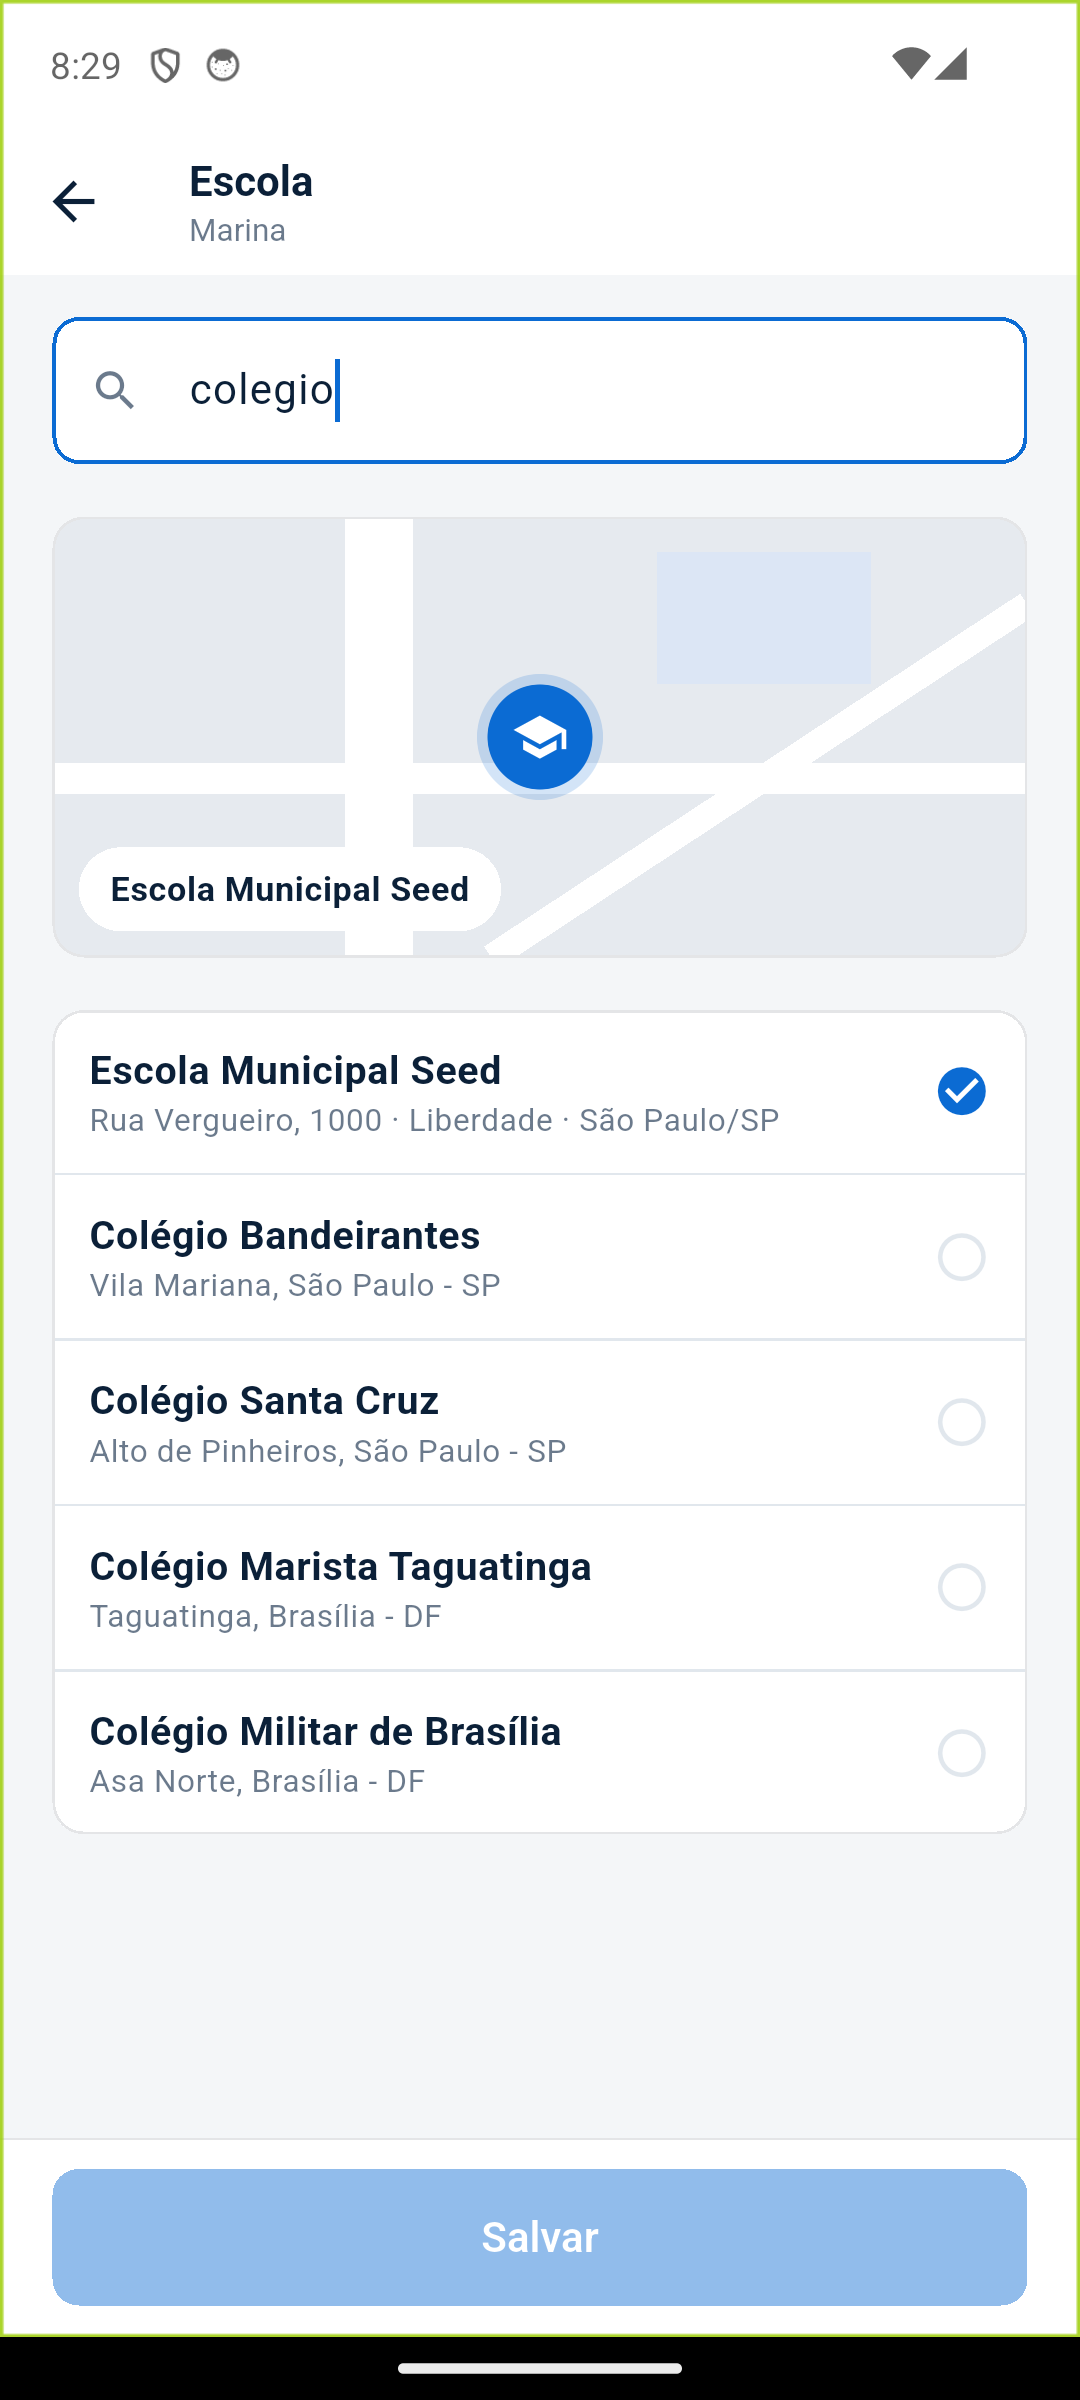 8:29
Escola
Marina
colegio
Escola Municipal Seed
Escola Municipal Seed
Rua Vergueiro, 1000 · Liberdade · São Paulo/SP
Colégio Bandeirantes
Vila Mariana, São Paulo - SP
Colégio Santa Cruz
Alto de Pinheiros, São Paulo - SP
Colégio Marista Taguatinga
Taguatinga, Brasília - DF
Colégio Militar de Brasília
Asa Norte, Brasília - DF
Salvar